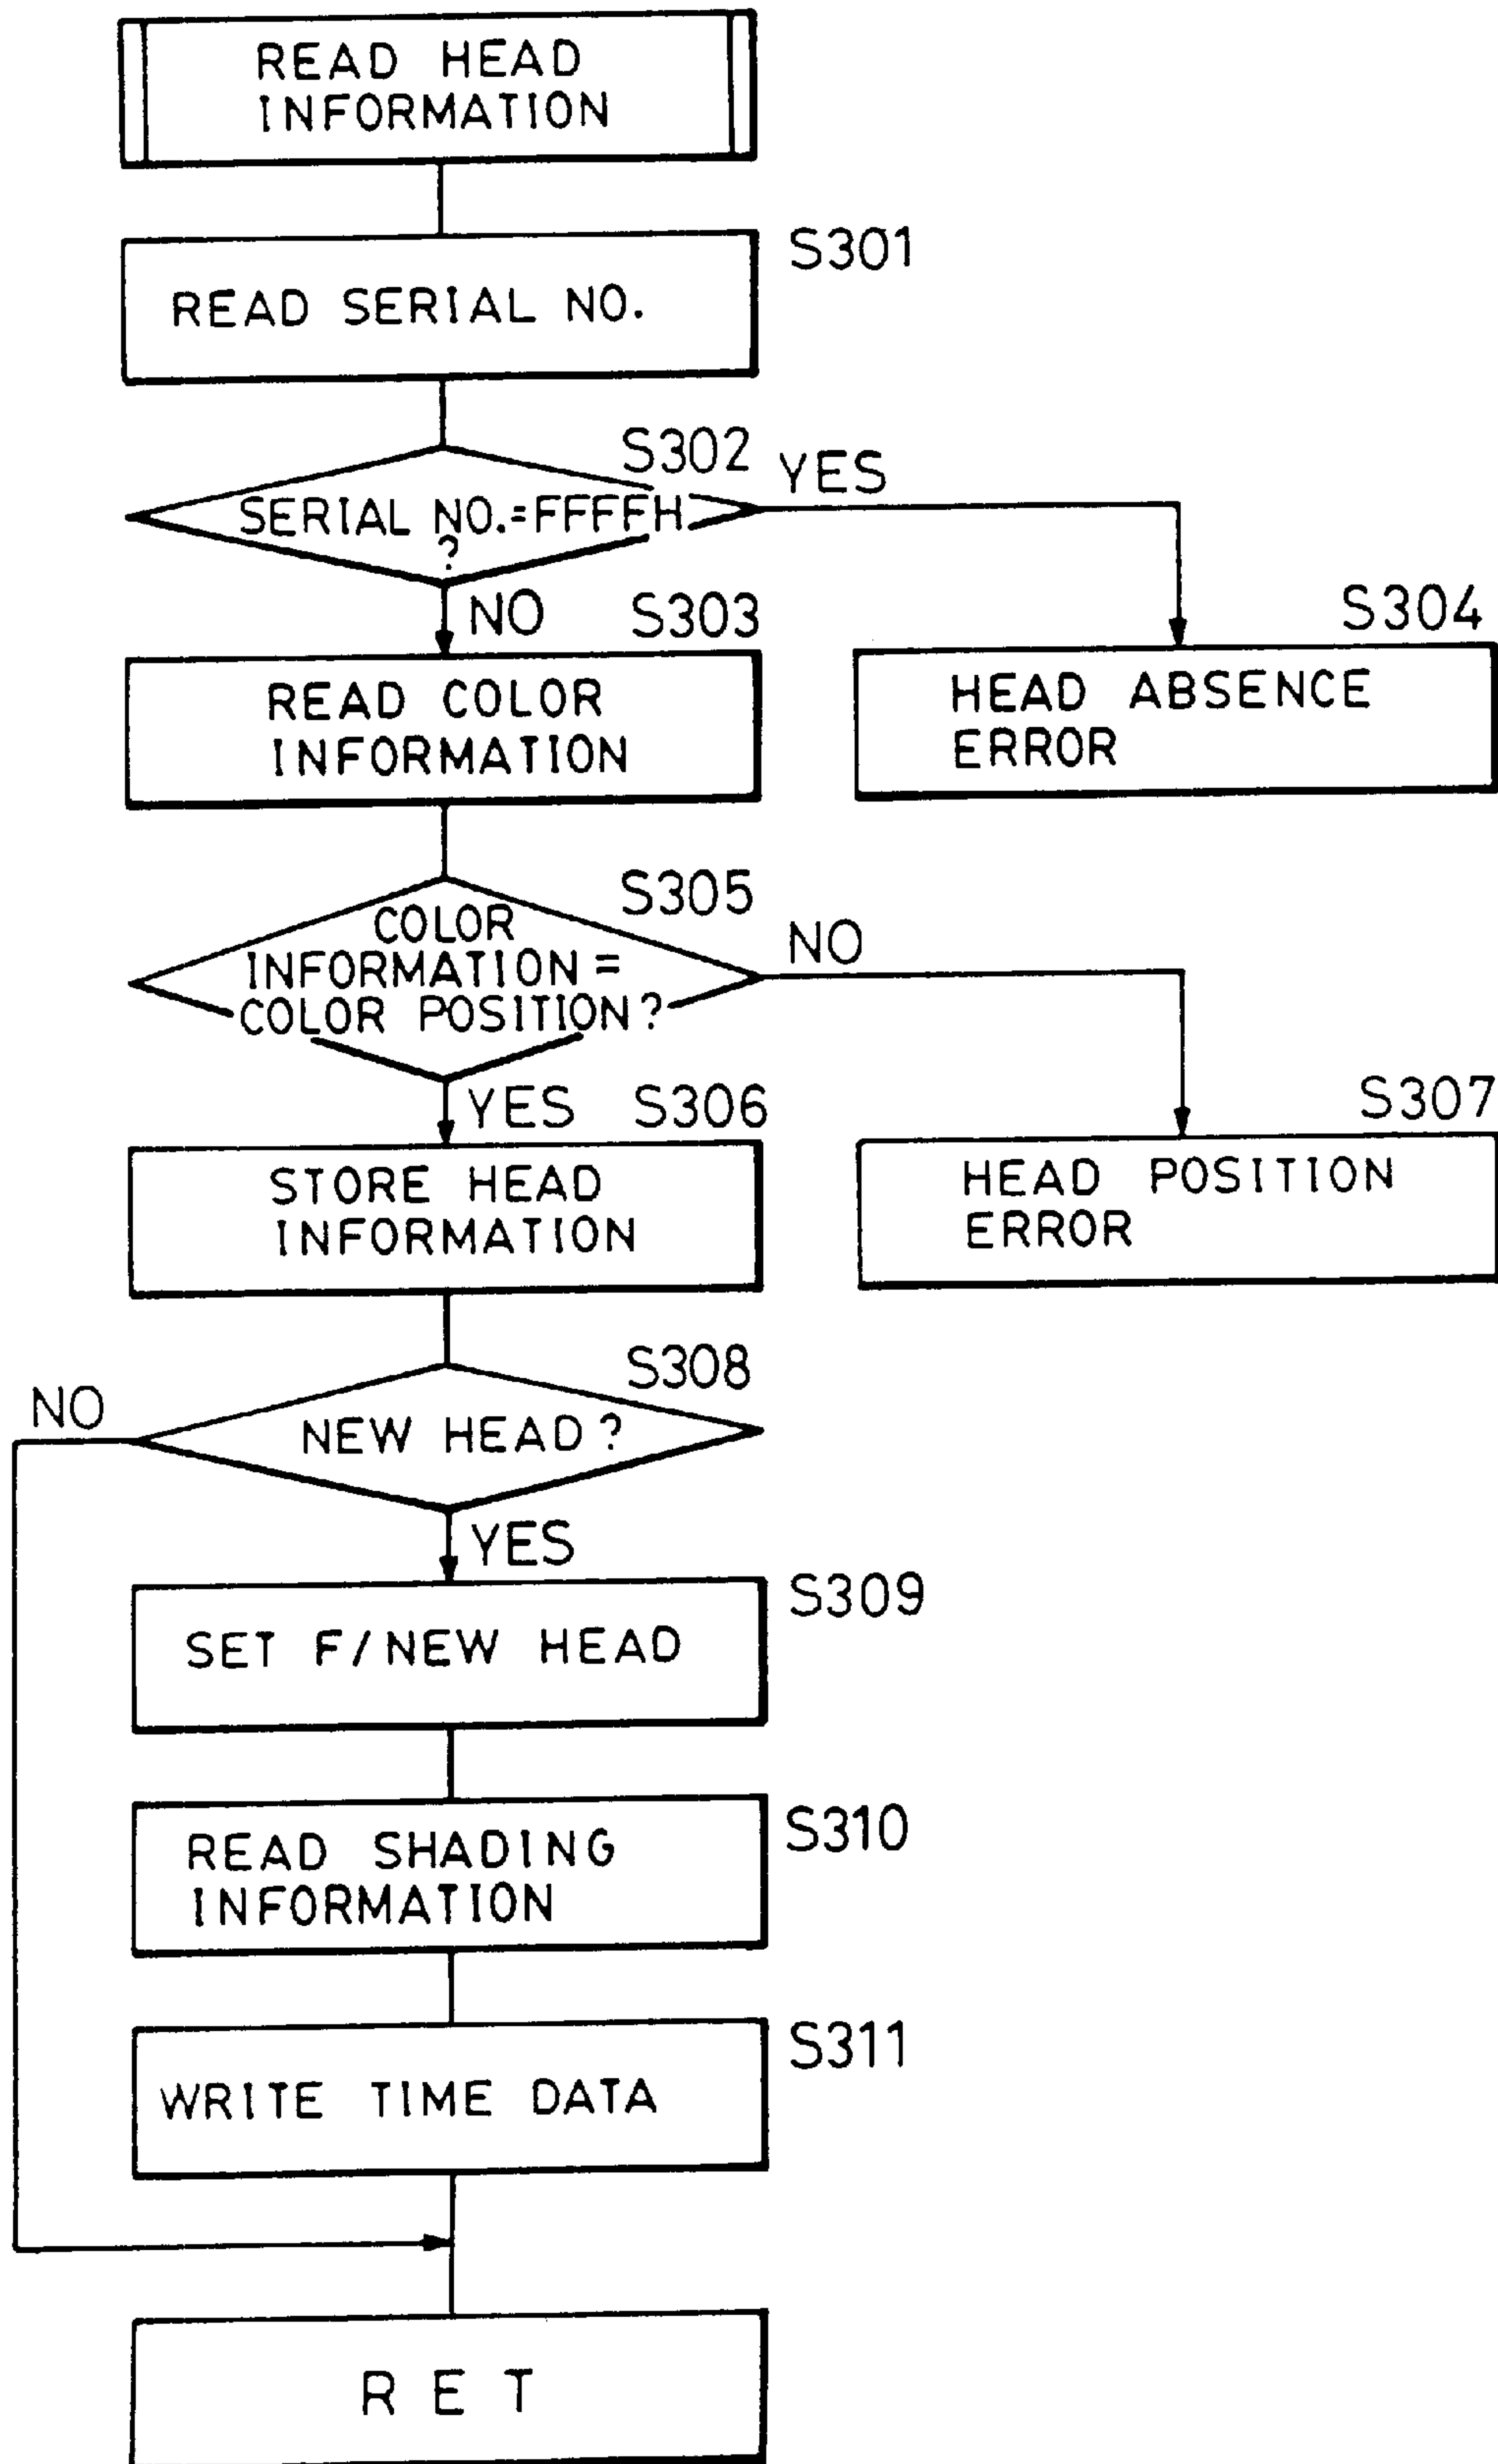 READ HEAD
INFORMATION
S301
READ SERIAL NO.
S302
YES
SERIAL NO.=FFFFH
?
NO
S303
S304
READ COLOR
INFORMATION
HEAD ABSENCE
ERROR
S305
NO
COLOR
INFORMATION=
COLOR POSITION?
YES
S306
S307
STORE HEAD
INFORMATION
HEAD POSITION
ERROR
S308
NO
NEW HEAD?
YES
S309
SET F/NEW HEAD
S310
READ SHADING
INFORMATION
S311
WRITE TIME DATA
RET